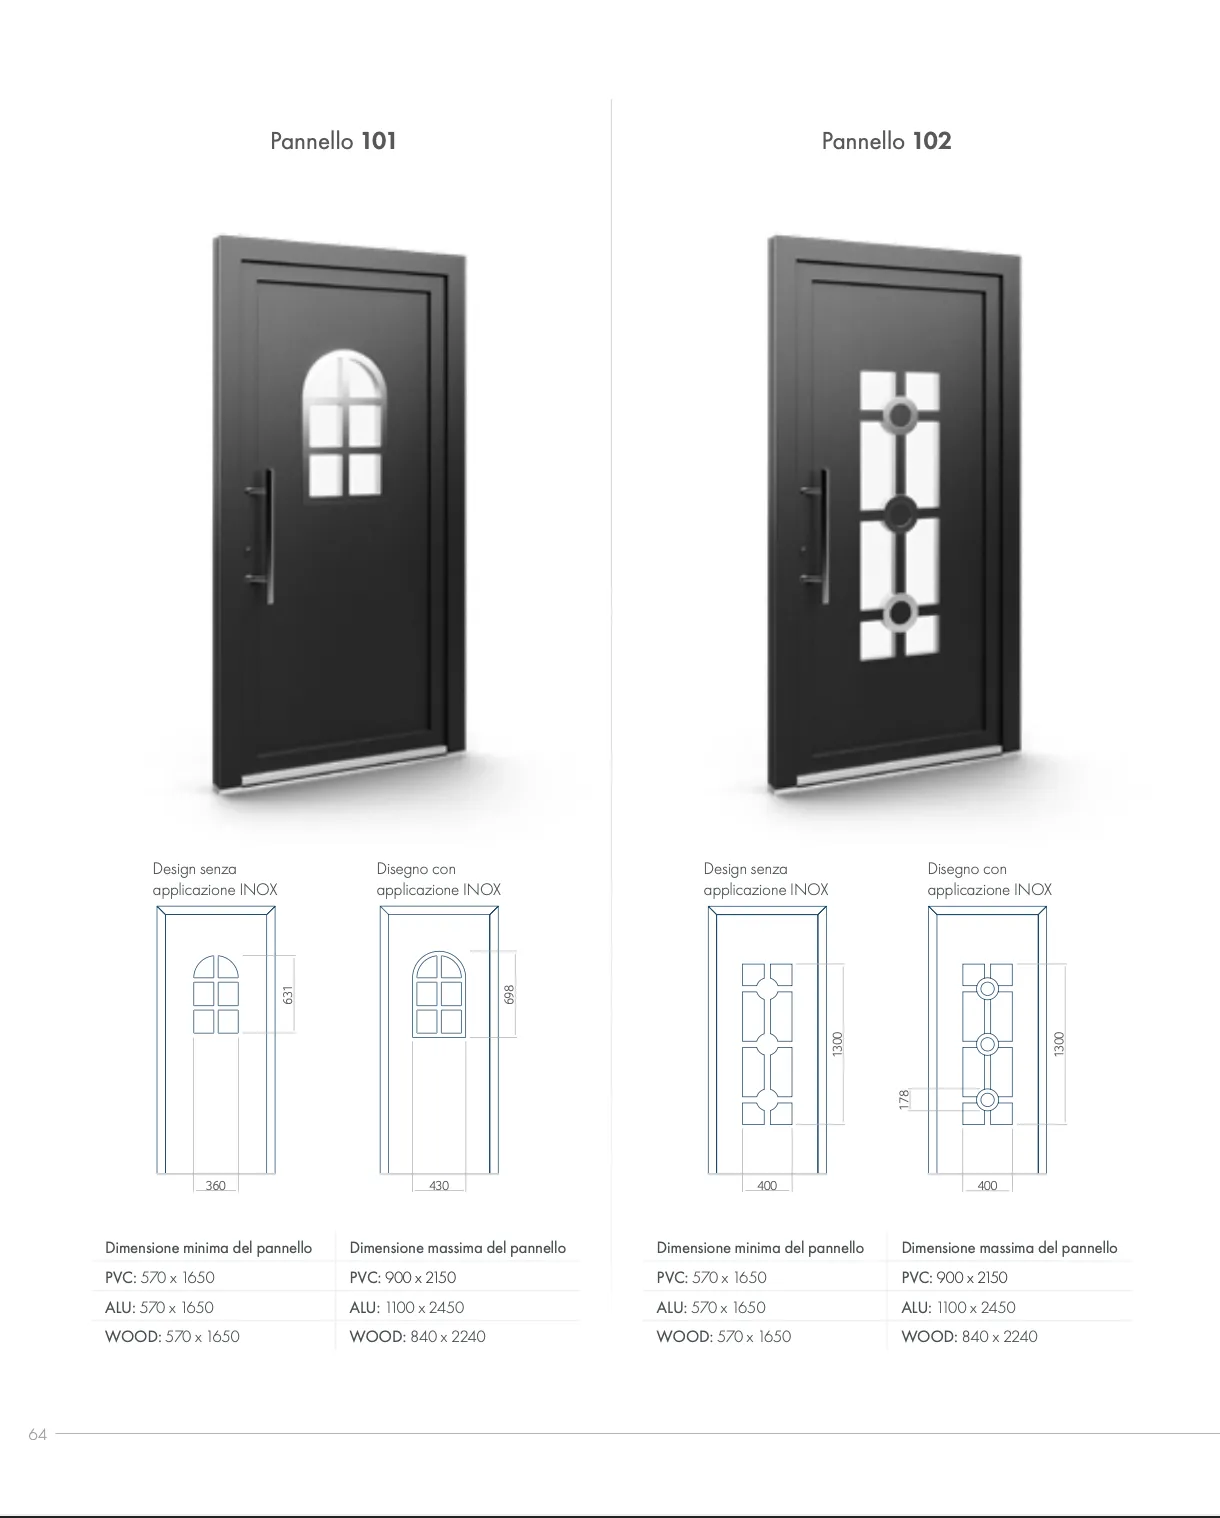 Pannello 101
Design senza
applicazione INOX
Disegno con
applicazione INOX
631
698
360
430
Dimensione minima del pannello
Dimensione massima del pannello
PVC: 570 x 1650
PVC: 900 x 2150
ALU: 570 x 1650
ALU: 1100 x 2450
WOOD: 570 x 1650
WOOD: 840 x 2240
Pannello 102
Design senza
applicazione INOX
Disegno con
applicazione INOX
1300
178
1300
400
400
Dimensione minima del pannello
Dimensione massima del pannello
PVC: 570 x 1650
PVC: 900 x 2150
ALU: 570 x 1650
ALU: 1100 x 2450
WOOD: 570 x 1650
WOOD: 840 x 2240
64